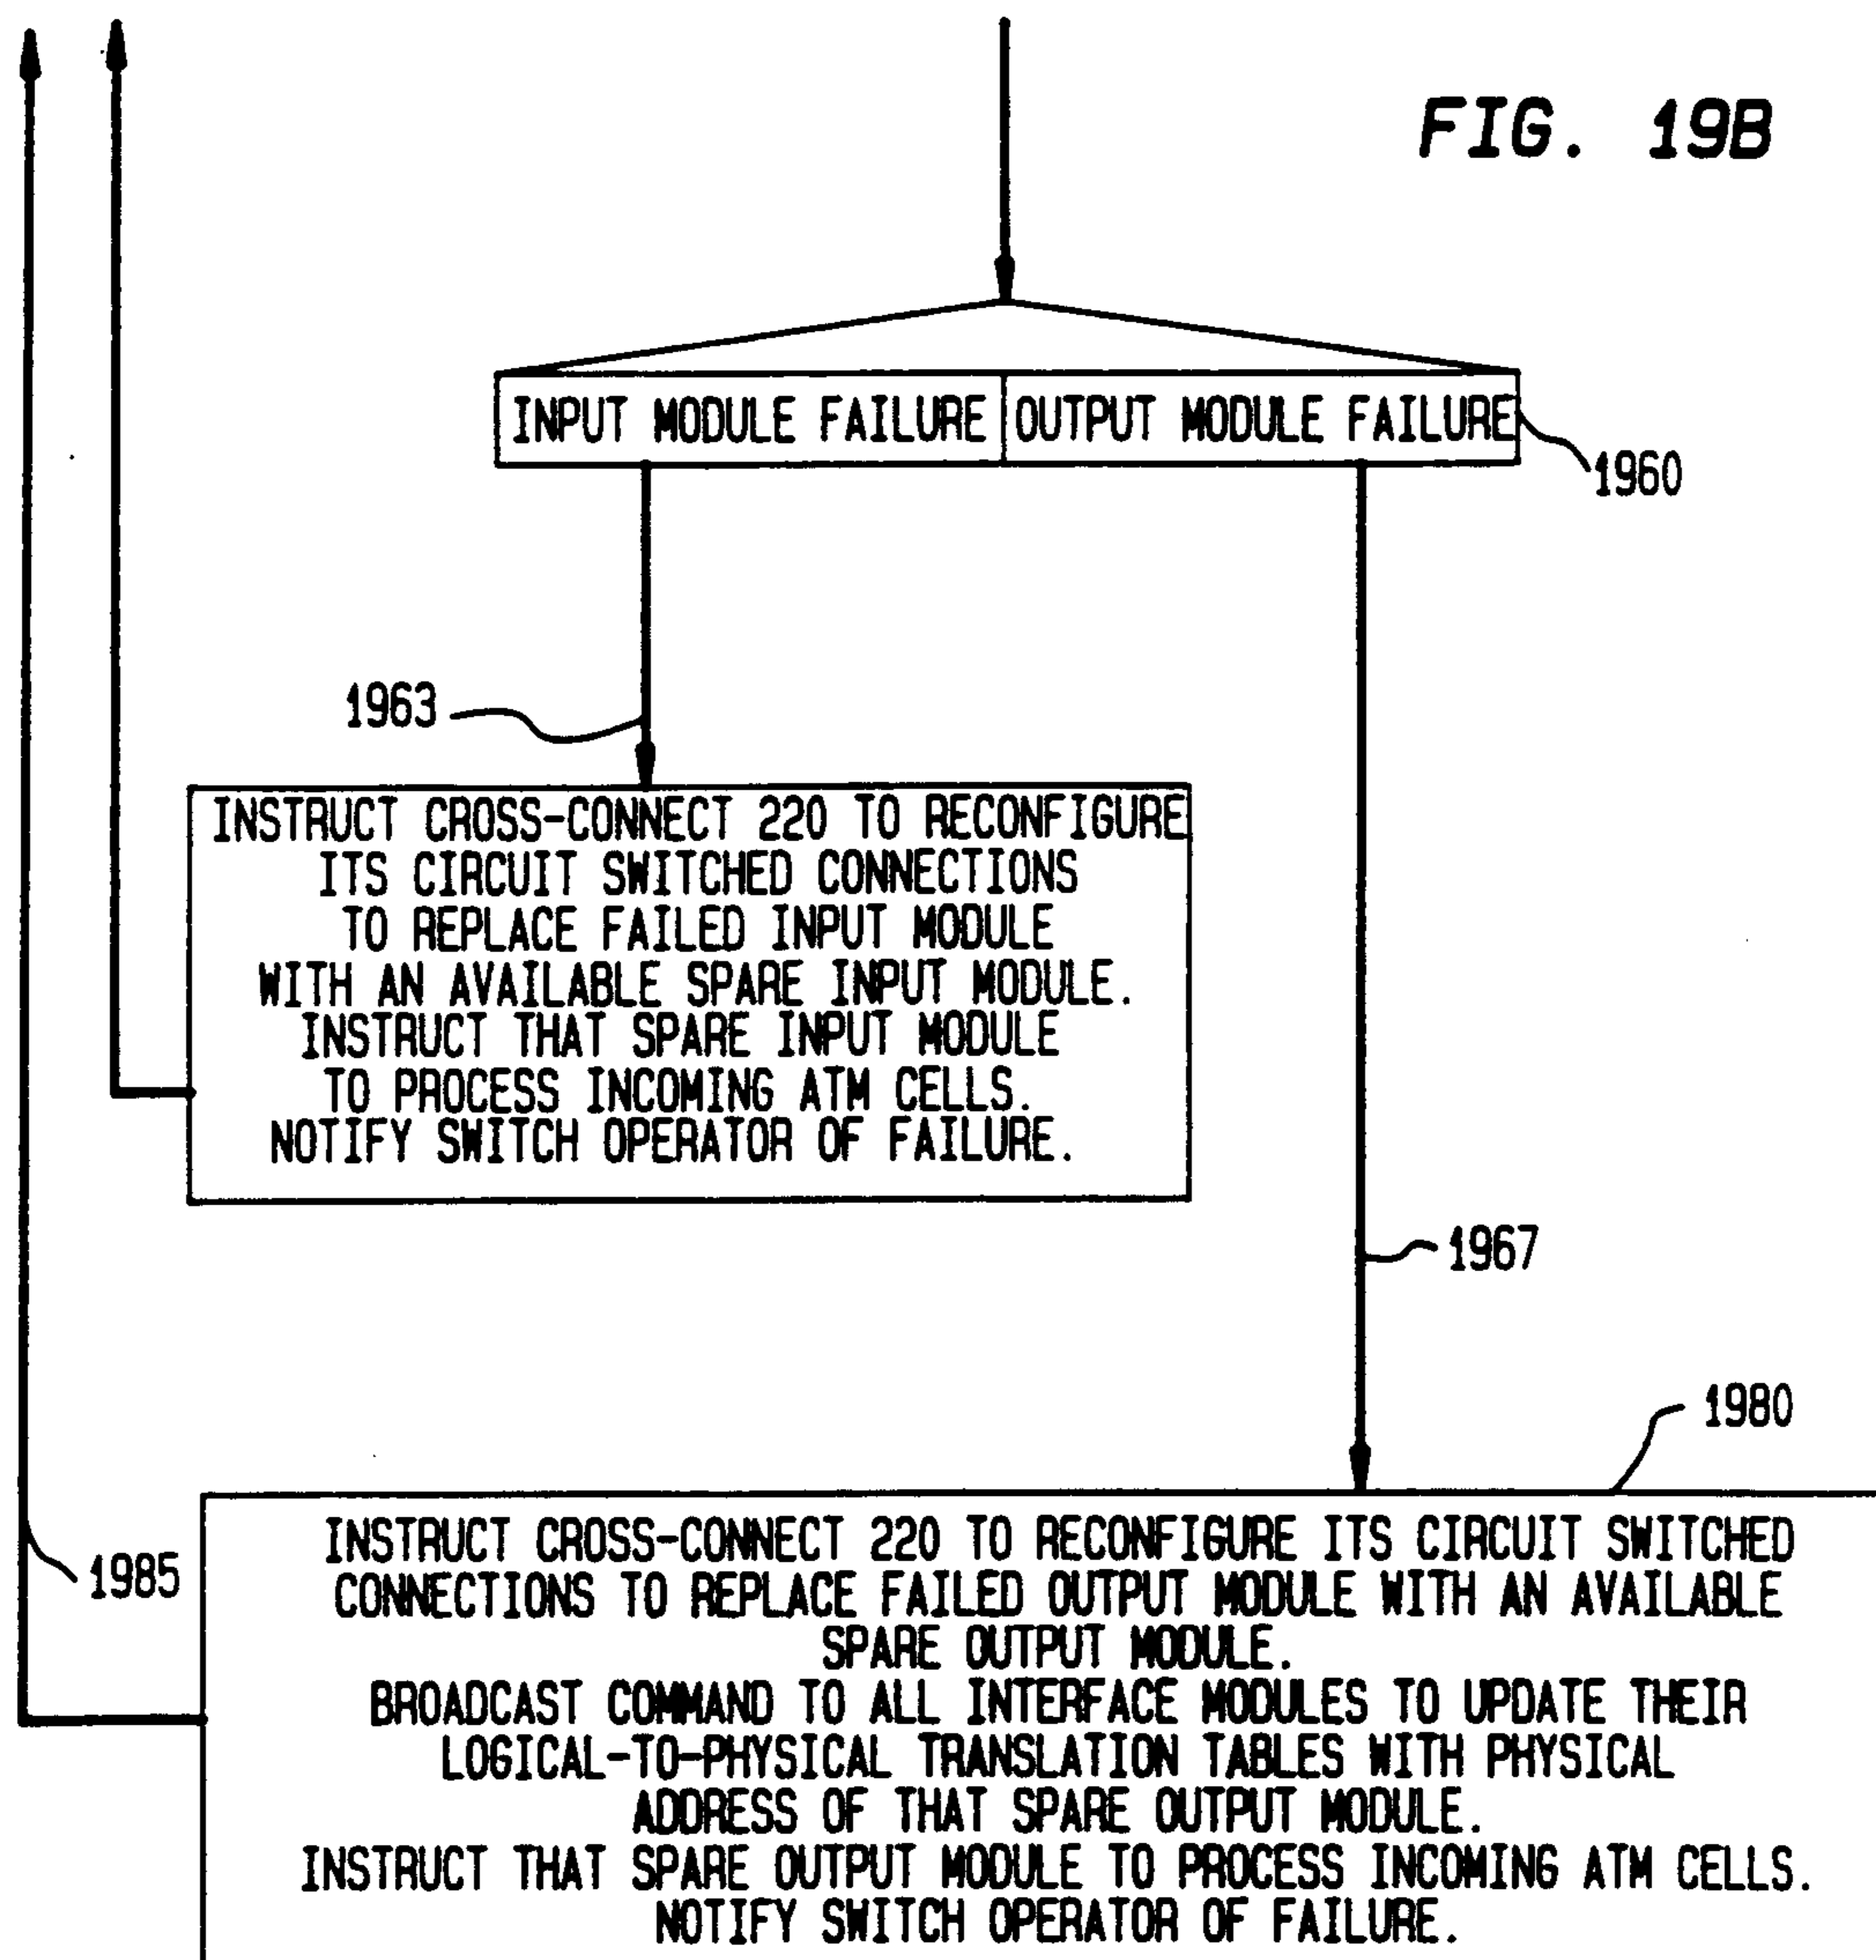 FIG. 19B
INPUT MODULE FAILURE
OUTPUT MODULE FAILURE
1960
1963
INSTRUCT CROSS-CONNECT 220 TO RECONFIGURE
ITS CIRCUIT SWITCHED CONNECTIONS
TO REPLACE FAILED INPUT MODULE
WITH AN AVAILABLE SPARE INPUT MODULE.
INSTRUCT THAT SPARE INPUT MODULE
TO PROCESS INCOMING ATM CELLS.
NOTIFY SWITCH OPERATOR OF FAILURE.
1967
1980
1985
INSTRUCT CROSS-CONNECT 220 TO RECONFIGURE ITS CIRCUIT SWITCHED
CONNECTIONS TO REPLACE FAILED OUTPUT MODULE WITH AN AVAILABLE
SPARE OUTPUT MODULE.
BROADCAST COMMAND TO ALL INTERFACE MODULES TO UPDATE THEIR
LOGICAL-TO-PHYSICAL TRANSLATION TABLES WITH PHYSICAL
ADDRESS OF THAT SPARE OUTPUT MODULE.
INSTRUCT THAT SPARE OUTPUT MODULE TO PROCESS INCOMING ATM CELLS.
NOTIFY SWITCH OPERATOR OF FAILURE.